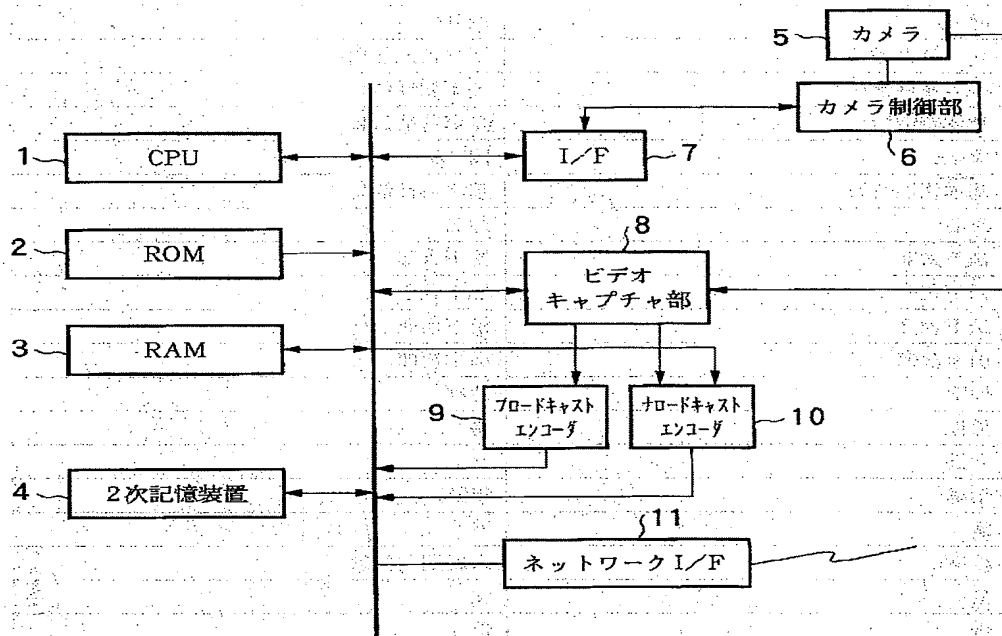 5 カメラ
カメラ制御部
6
1 CPU
I/F 7
2 ROM
8
ビデオ
キャプチャ部
3 RAM
9 ブロードキャスト
エンコーダ
ナロードキャスト
エンコーダ 10
4 2次記憶装置
11
ネットワークI/F